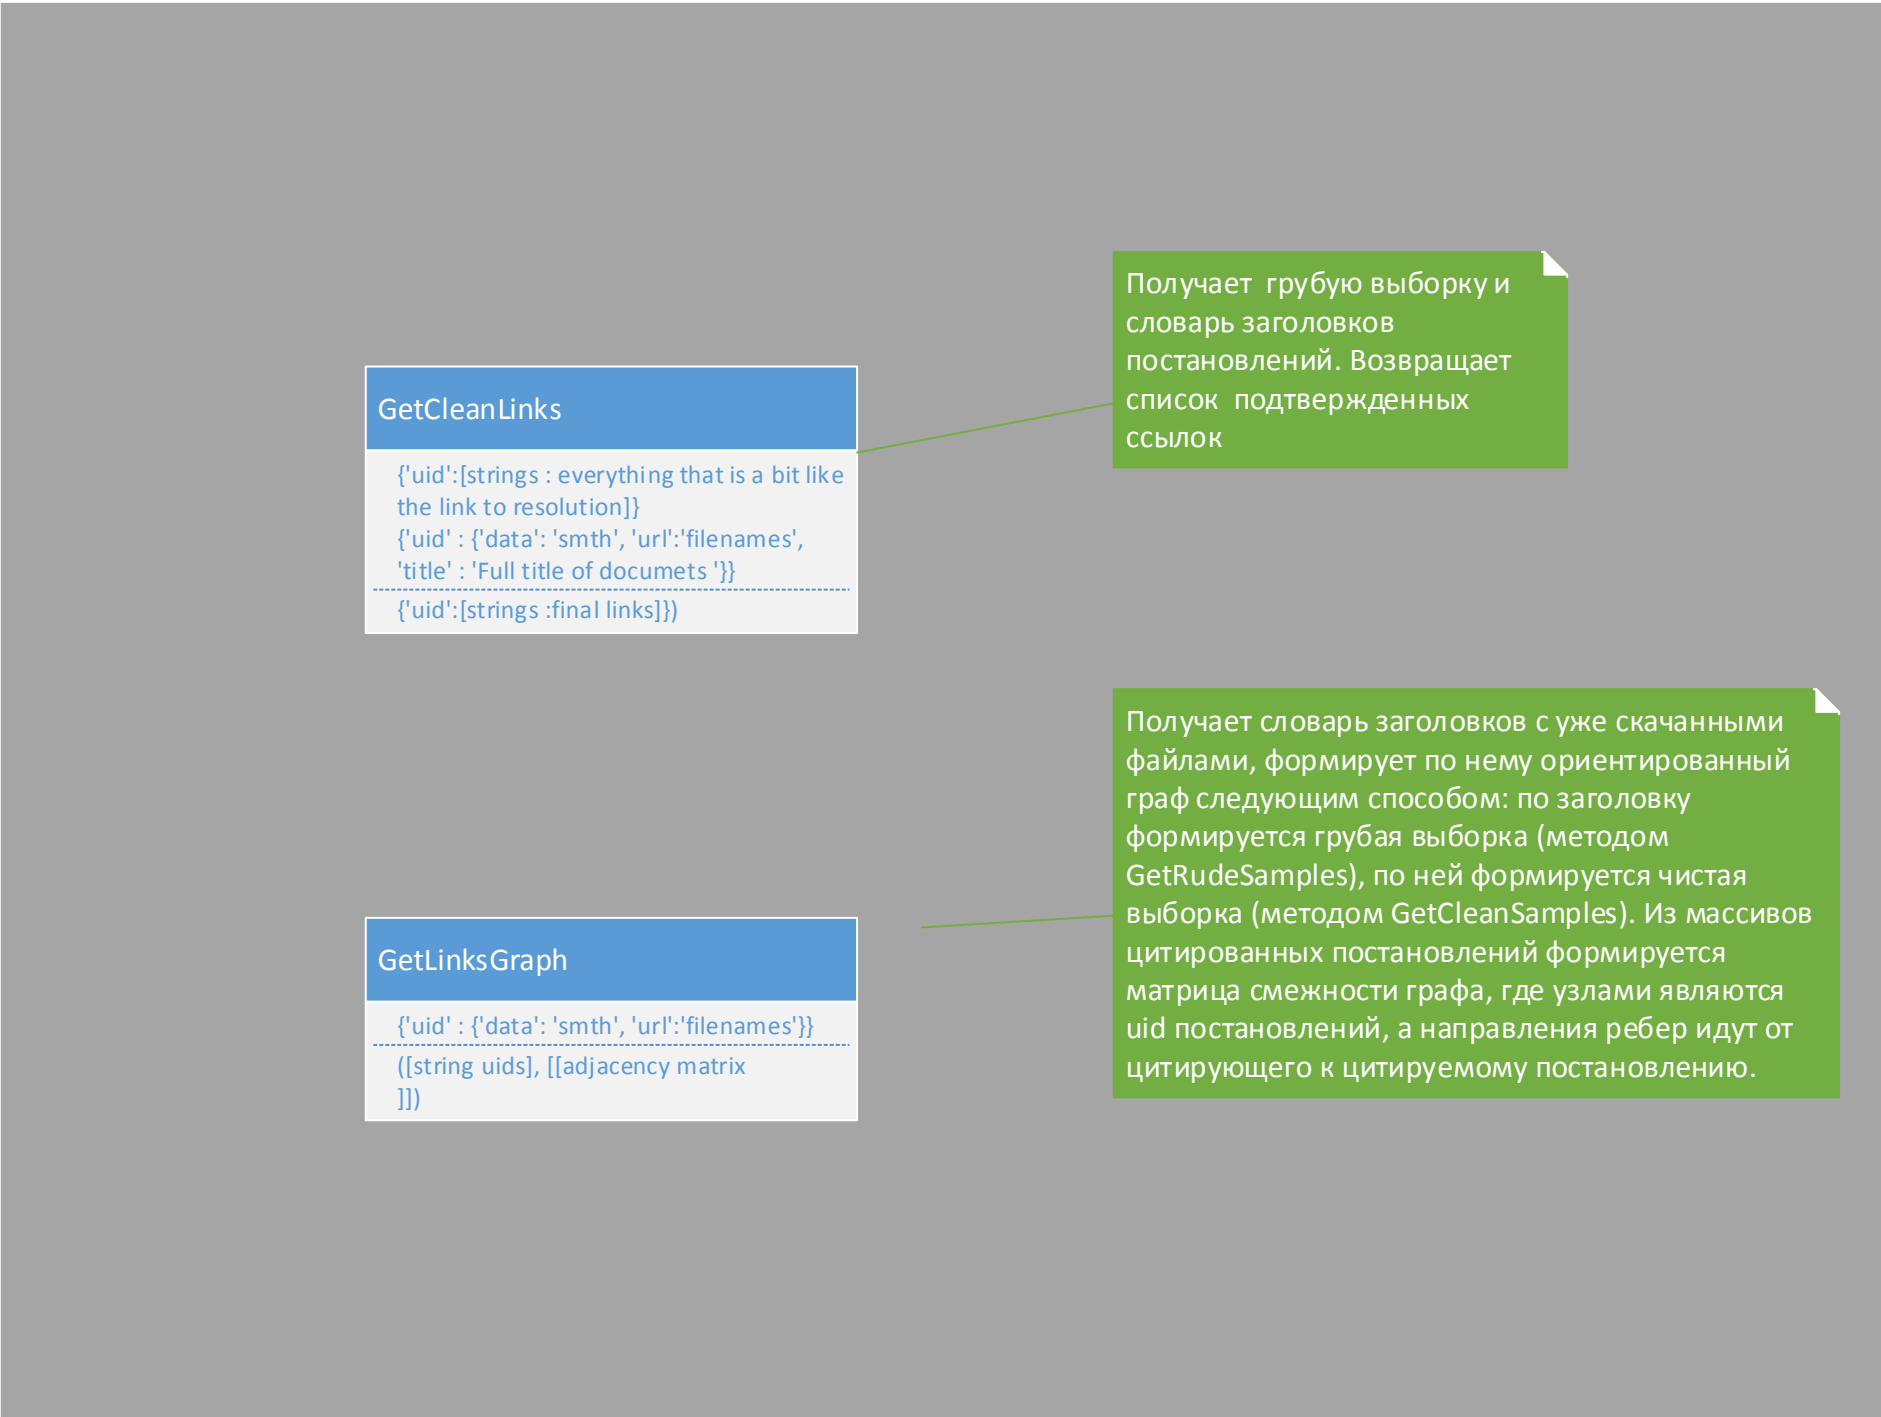 Получает грубую выборку и
словарь заголовков
постановлений. Возвращает
список подтвержденных
ссылок
GetCleanLinks
{'uid':[strings : everything that is a bit like
the link to resolution]}
{'uid' : {'data': 'smth', 'url':'filenames',
'title' : 'Full title of documets '}}
{'uid':[strings :final links]})
Получает словарь заголовков с уже скачанными
файлами, формирует по нему ориентированный
граф следующим способом: по заголовку
формируется грубая выборка (методом
GetRudeSamples), по ней формируется чистая
выборка (методом GetCleanSamples). Из массивов
цитированных постановлений формируется
матрица смежности графа, где узлами являются
uid постановлений, а направления ребер идут от
цитирующего к цитируемому постановлению.
GetLinksGraph
{'uid' : {'data': 'smth', 'url':'filenames'}}
([string uids], [[adjacency matrix
]])